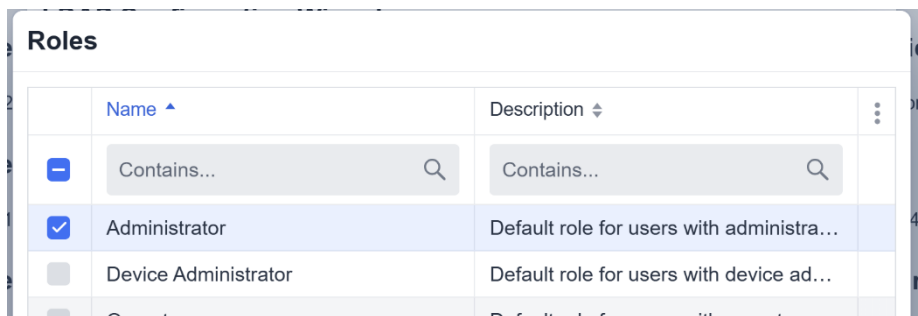 Roles
Name Description
Contains... Contains...
Administrator Default role for users with administra...
Device Administrator Default role for users with device ad...